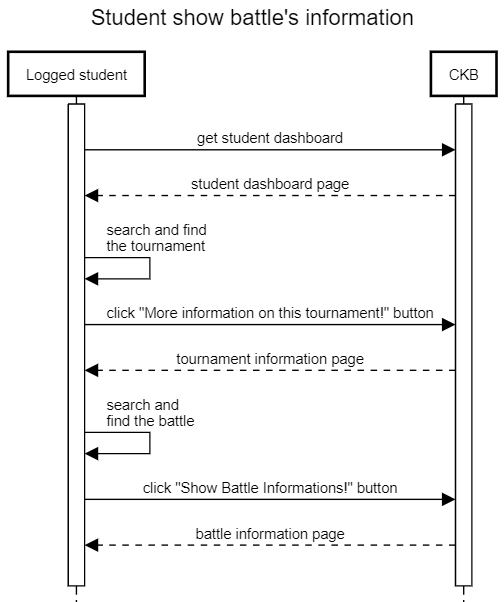 Student show battle's information
Logged student
CKB
get student dashboard
student dashboard page
search and find
the tournament
click "More information on this tournament!" button
tournament information page
search and
find the battle
click "Show Battle Informations!" button
battle information page